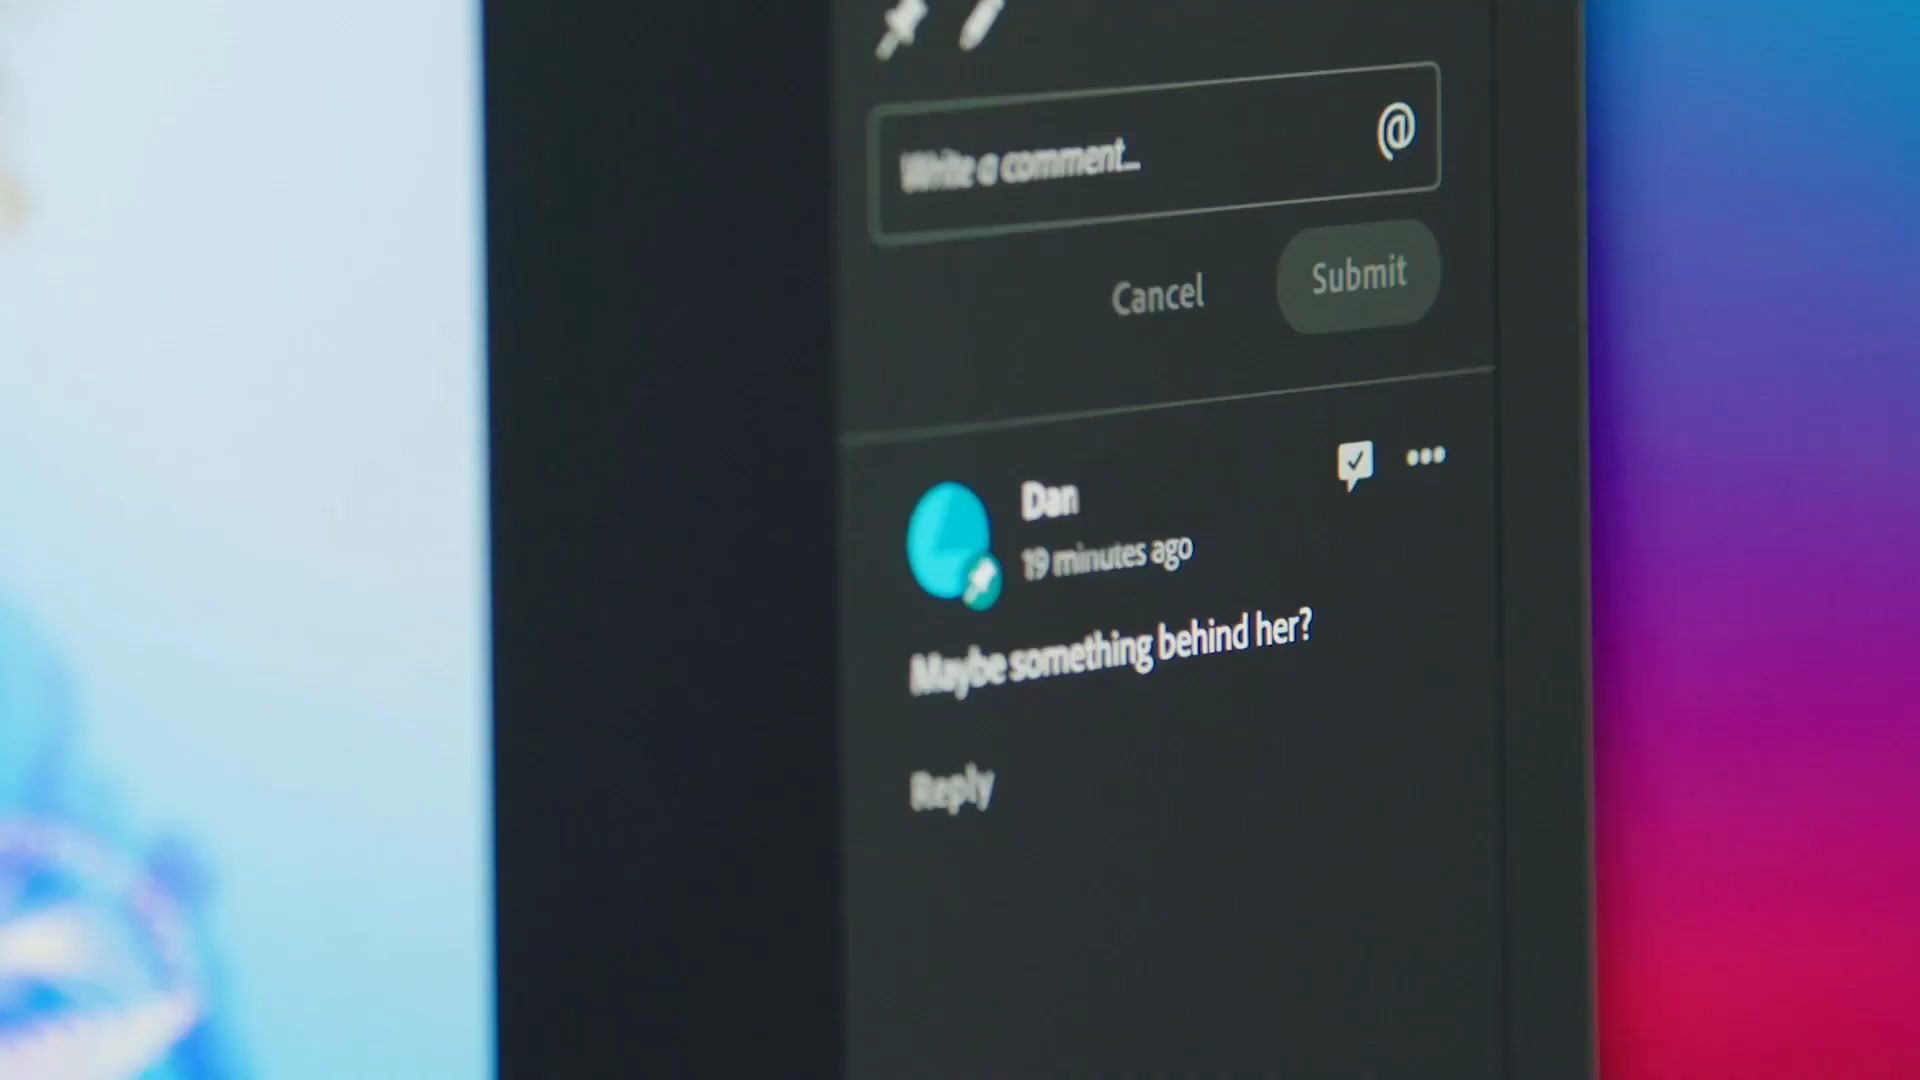 Write a comment...
@
Cancel
Submit
Dan
19 minutes ago
Maybe something behind her?
Reply